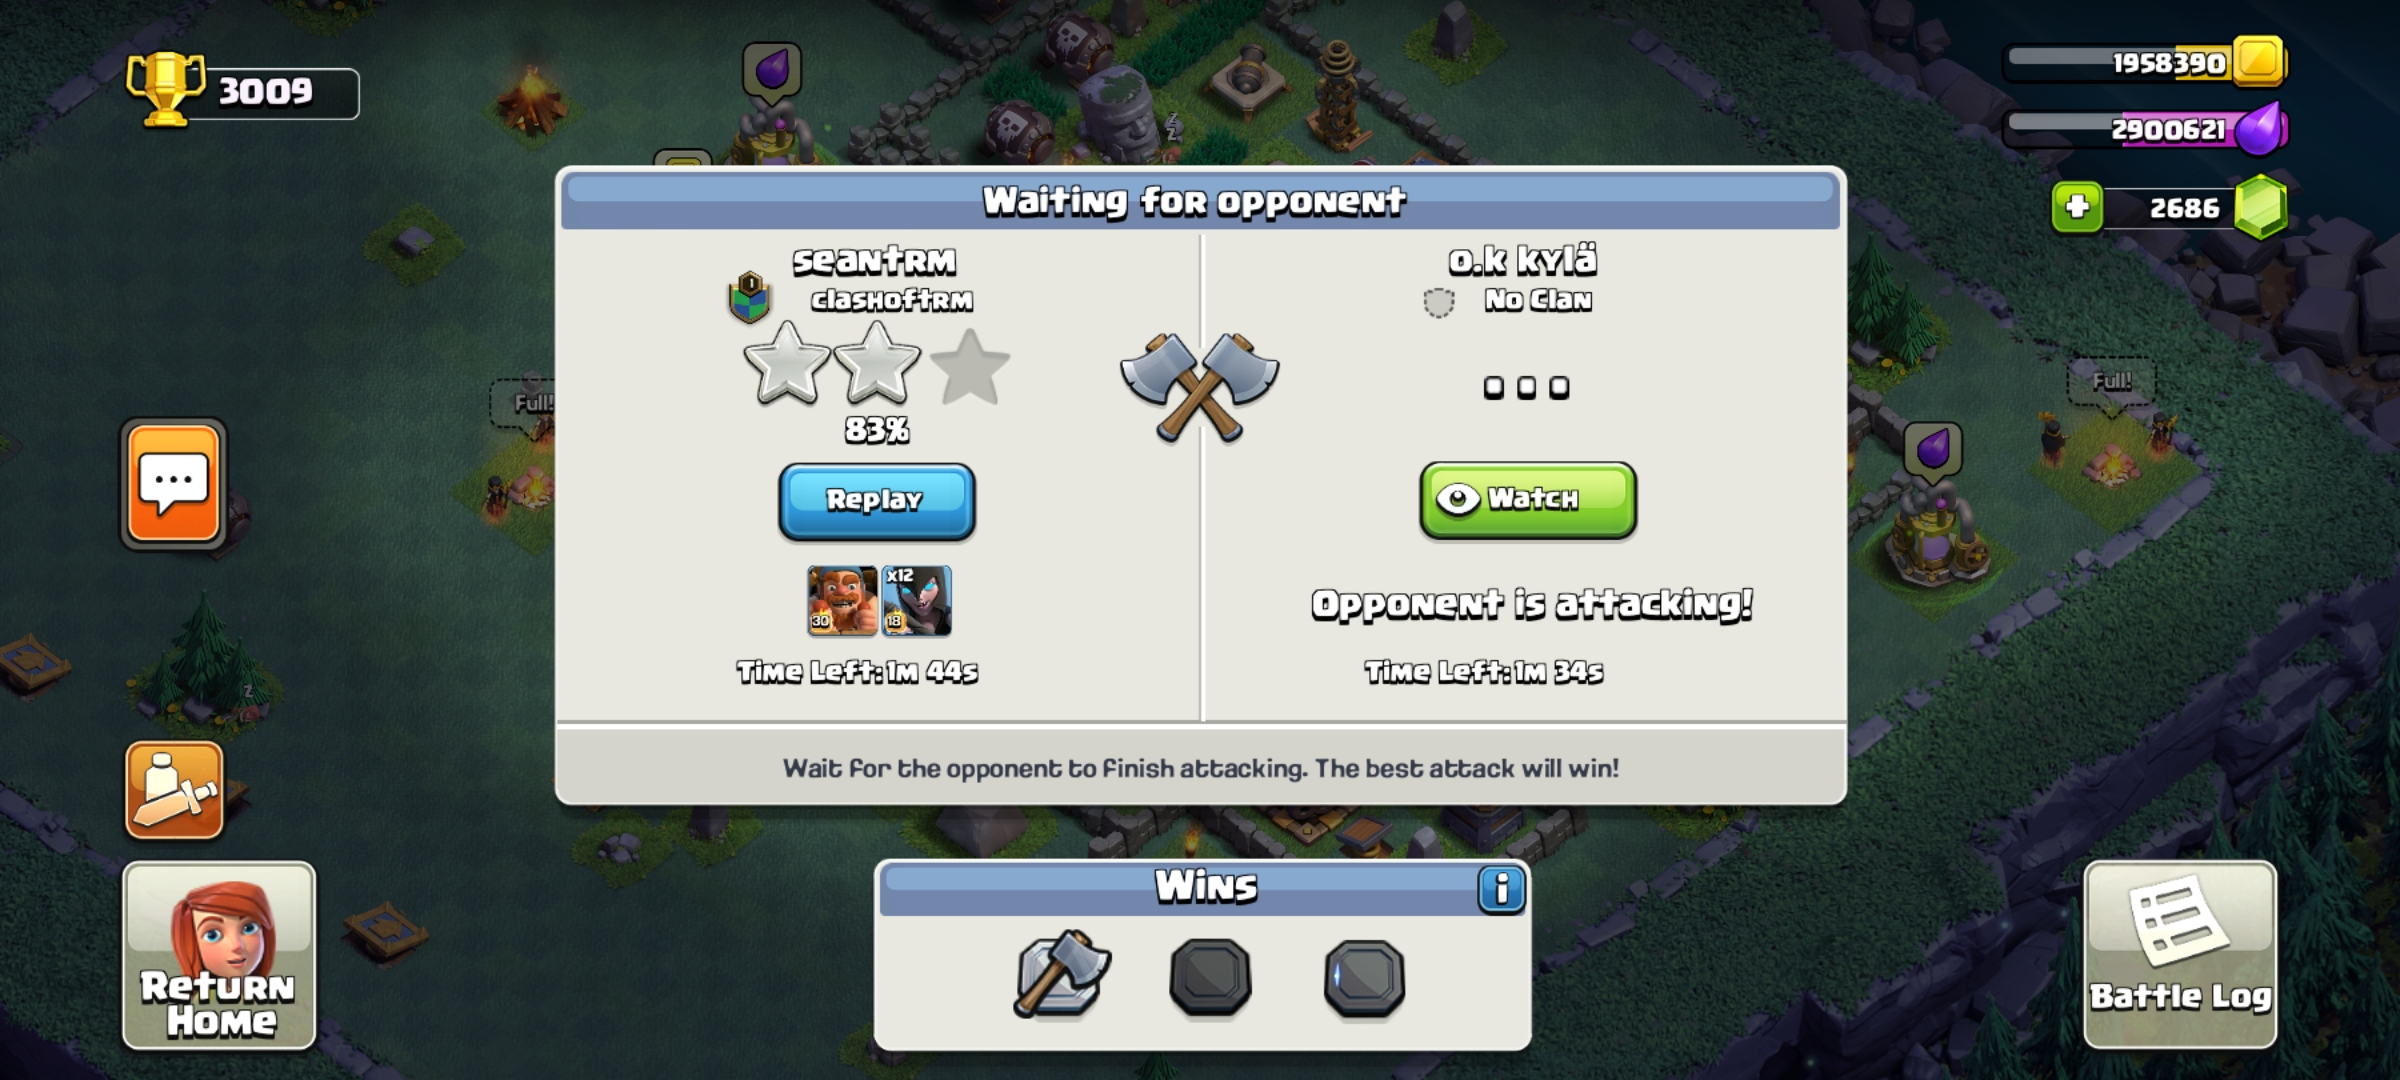 3009
1958390
2900621
2686
Waiting for opponent
seantrm
1
clashoftrm
83%
Replay
30
x12
18
Time Left:1m 44s
o.k kylä
No Clan
Watch
Opponent is attacking!
Time Left:1m 34s
Wait for the opponent to finish attacking. The best attack will win!
Full!
Full!
z
z
z
Wins
i
Return
Home
Battle Log